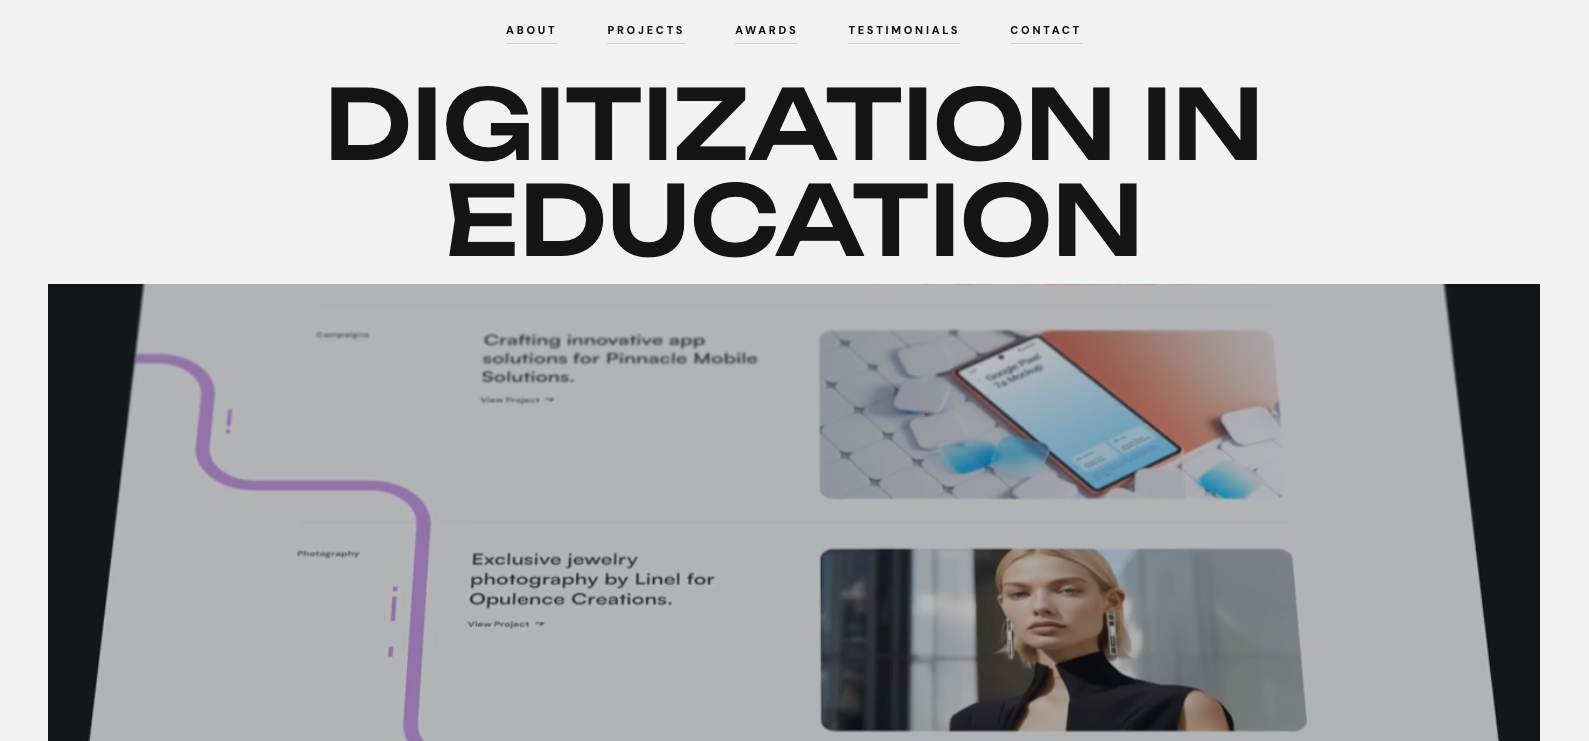 ABOUT PROJECTS AWARDS TESTIMONIALS CONTACT
DIGITIZATION IN
EDUCATION
Campaigns
Crafting innovative app
solutions for Pinnacle Mobile
Solutions.
View Project
Google Pixel
7a Mockup
Photography
Exclusive jewelry
photography by Linel for
Opulence Creations.
View Project